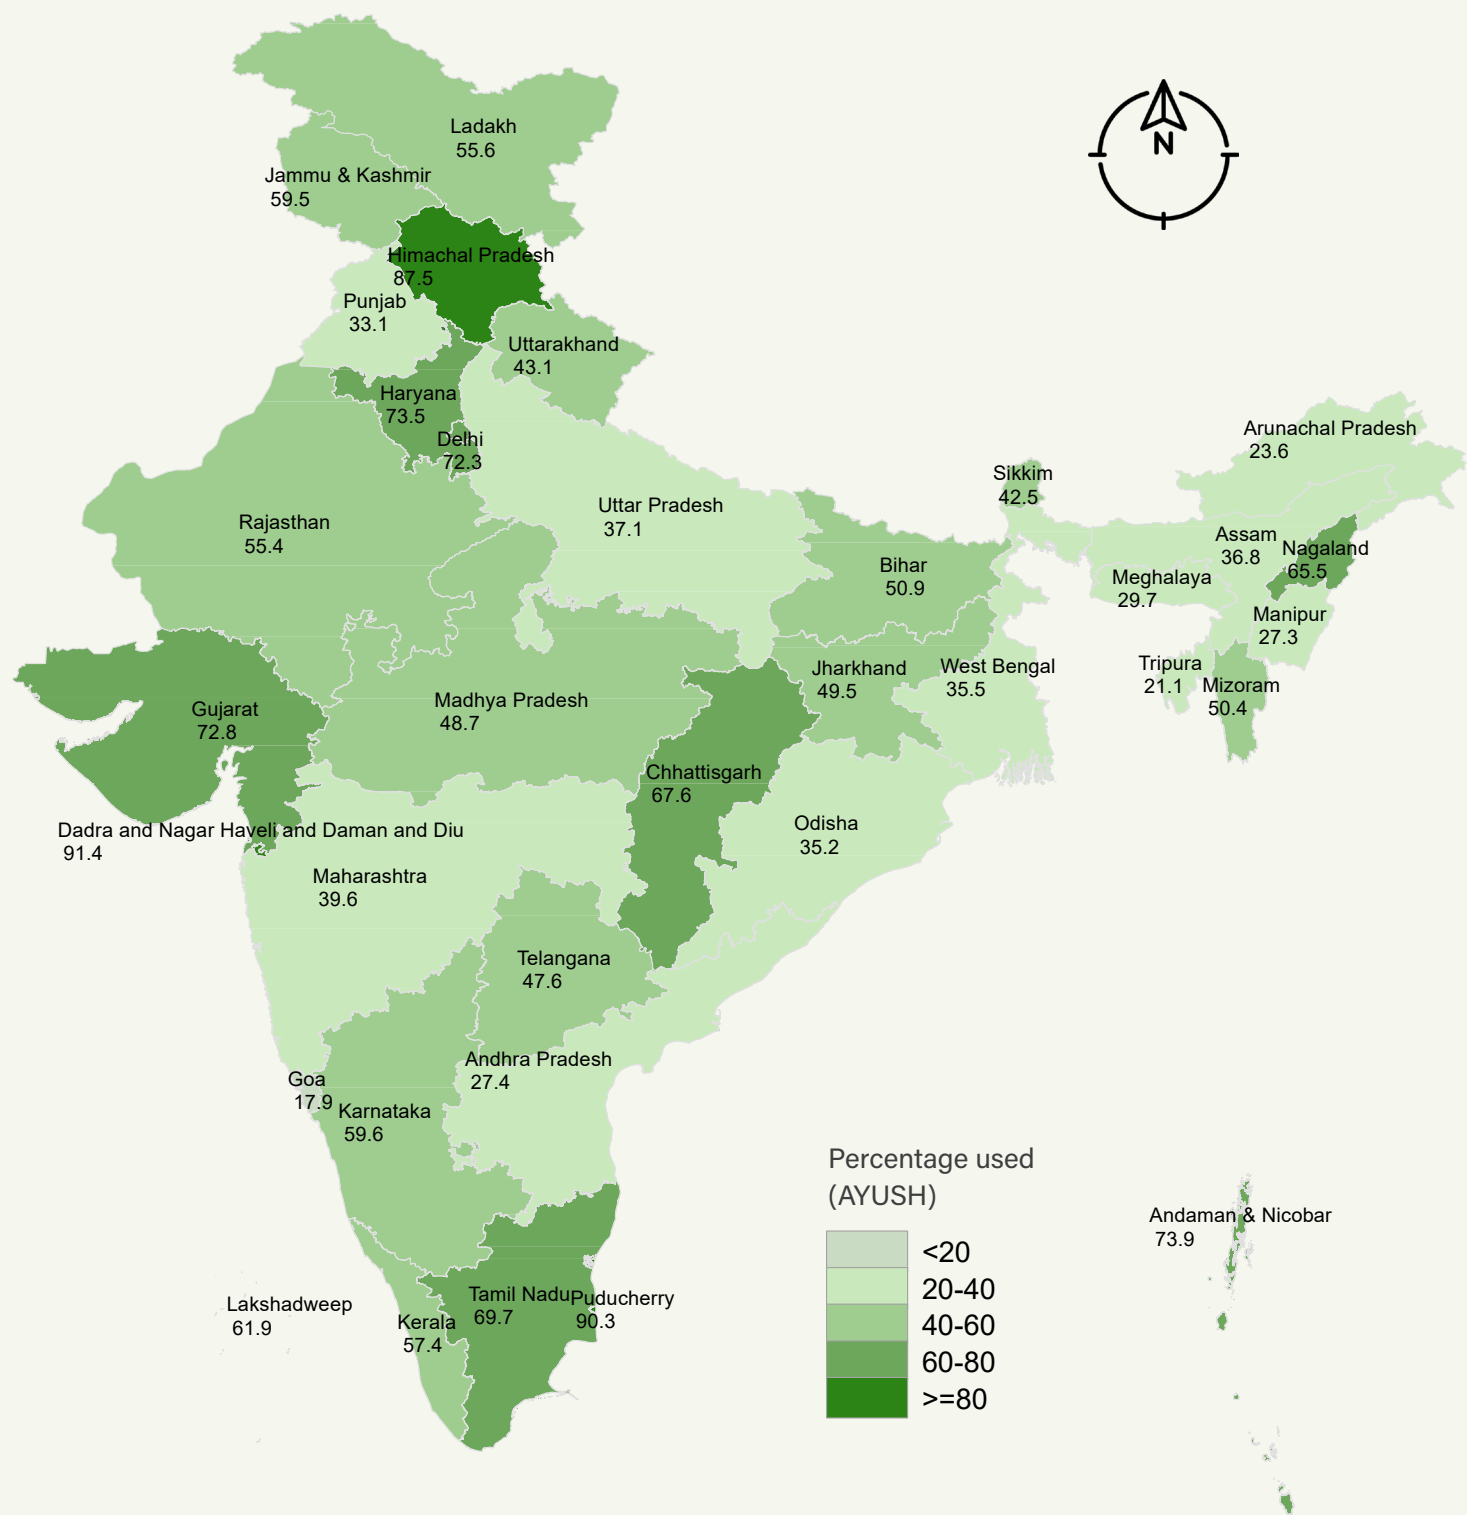 N
Ladakh
55.6
Jammu & Kashmir
59.5
Himachal Pradesh
87.5
Punjab
33.1
Uttarakhand
43.1
Haryana
73.5
Delhi
72.3
Arunachal Pradesh
23.6
Sikkim
42.5
Uttar Pradesh
37.1
Rajasthan
55.4
Assam
36.8
Nagaland
65.5
Bihar
50.9
Meghalaya
29.7
Manipur
27.3
Tripura
21.1
Mizoram
50.4
Jharkhand
49.5
West Bengal
35.5
Madhya Pradesh
48.7
Gujarat
72.8
Chhattisgarh
67.6
Odisha
35.2
Dadra and Nagar Haveli and Daman and Diu
91.4
Maharashtra
39.6
Telangana
47.6
Andhra Pradesh
27.4
Goa
17.9
Karnataka
59.6
Andaman & Nicobar
73.9
Tamil Nadu
69.7
Puducherry
90.3
Lakshadweep
61.9
Kerala
57.4
Percentage used
(AYUSH)
<20
20-40
40-60
60-80
>=80